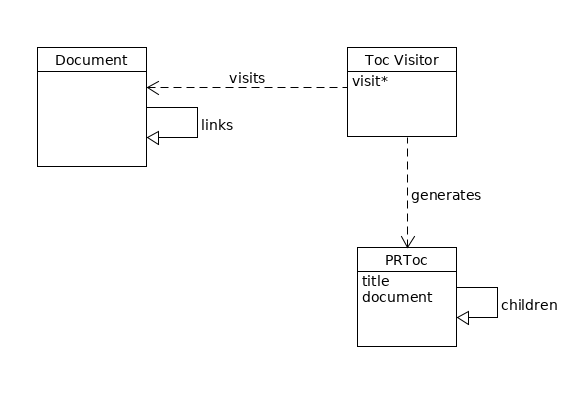 Document
Toc Visitor
visit*
visits
links
generates
PRToc
title
document
children